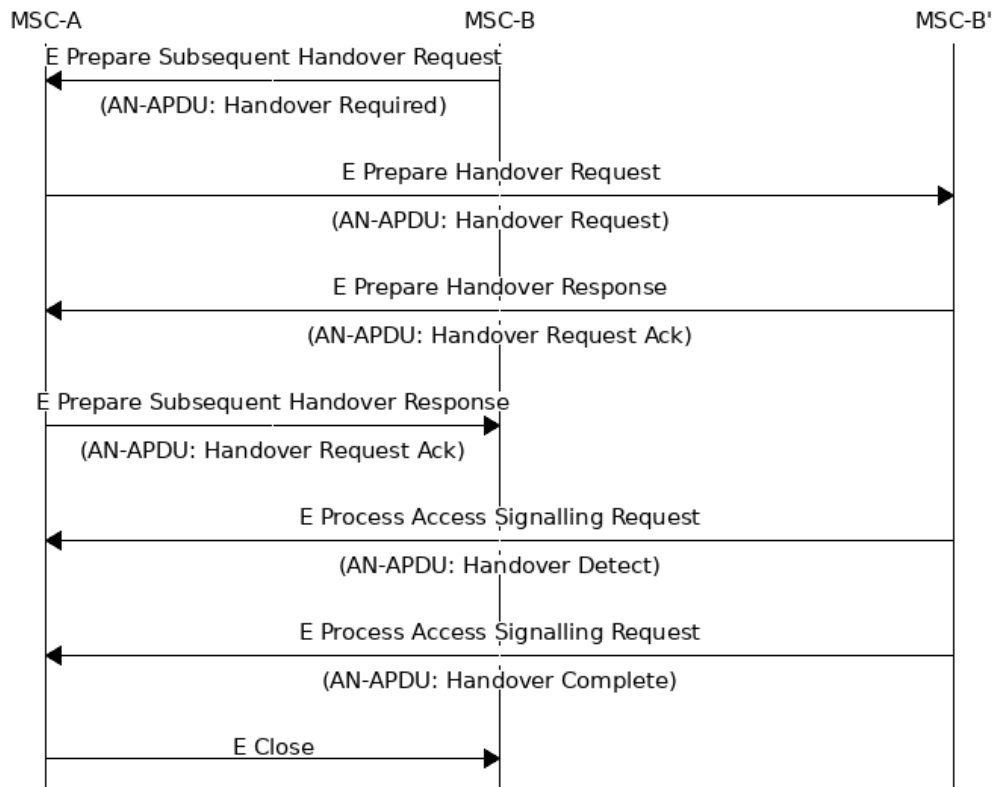 MSC-A MSC-B MSC-B'
E Prepare Subsequent Handover Request
(AN-APDU: Handover Required)
E Prepare Handover Request
(AN-APDU: Handover Request)
E Prepare Handover Response
(AN-APDU: Handover Request Ack)
E Prepare Subsequent Handover Response
(AN-APDU: Handover Request Ack)
E Process Access Signalling Request
(AN-APDU: Handover Detect)
E Process Access Signalling Request
(AN-APDU: Handover Complete)
E Close